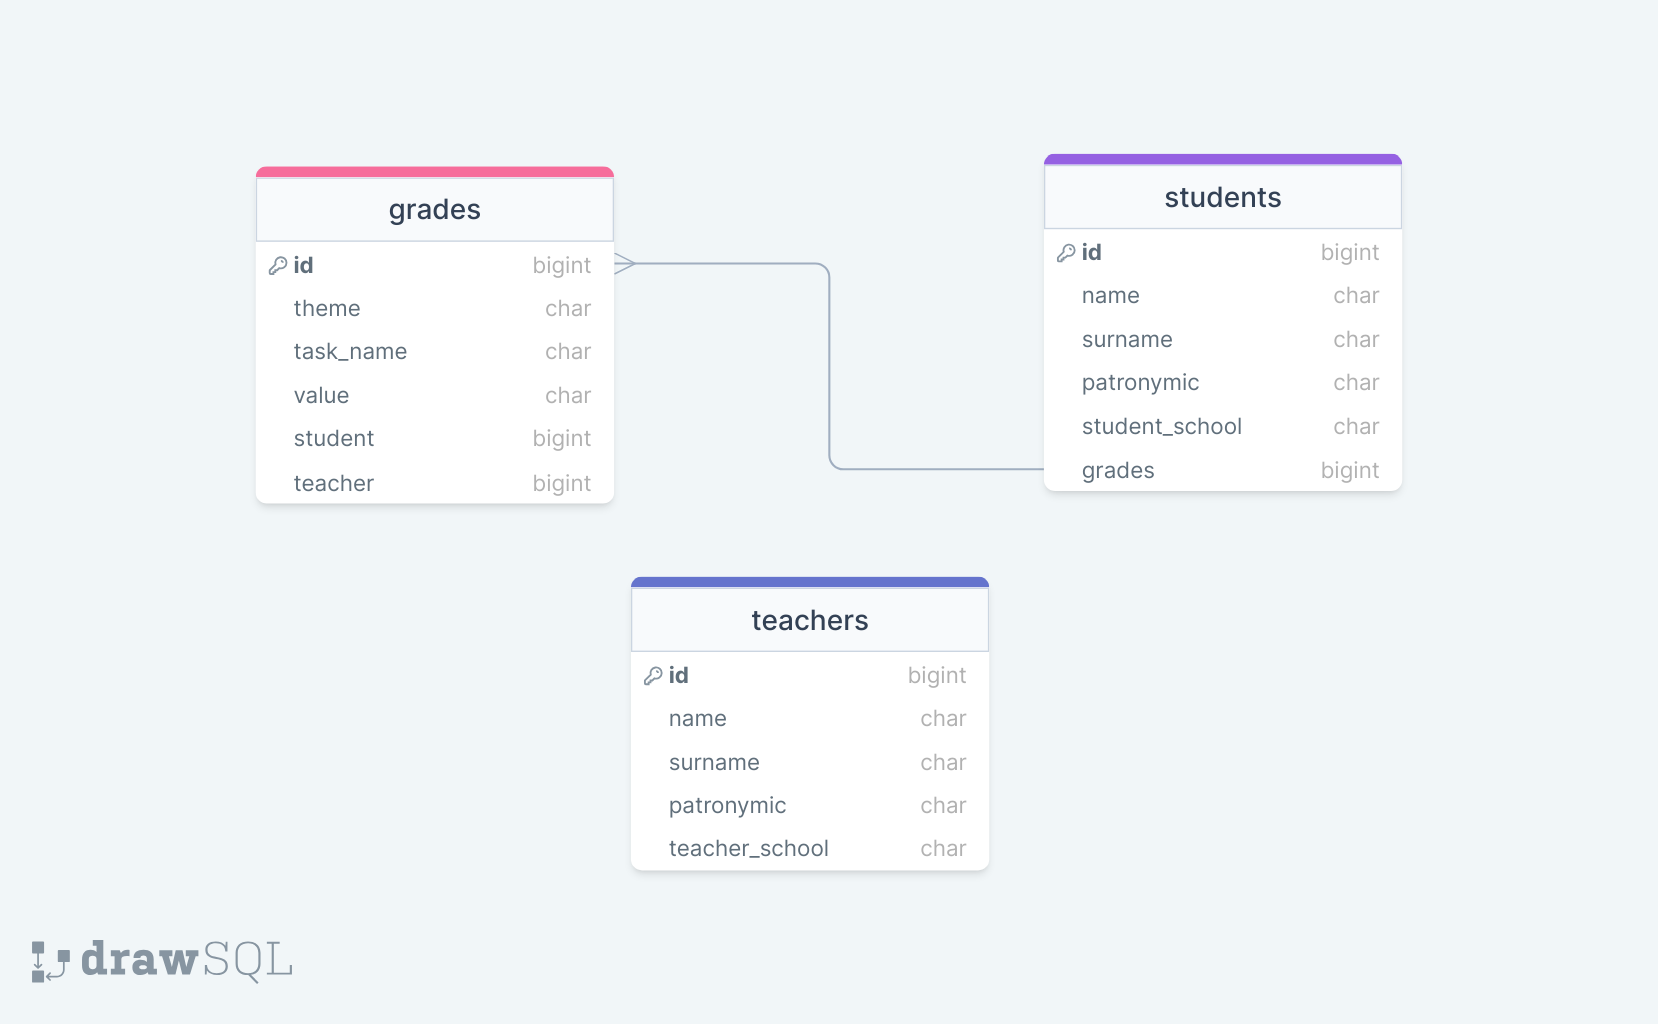 grades
id bigint
theme char
task_name char
value char
student bigint
teacher bigint
students
id bigint
name char
surname char
patronymic char
student_school char
grades bigint
teachers
id bigint
name char
surname char
patronymic char
teacher_school char
drawSQL